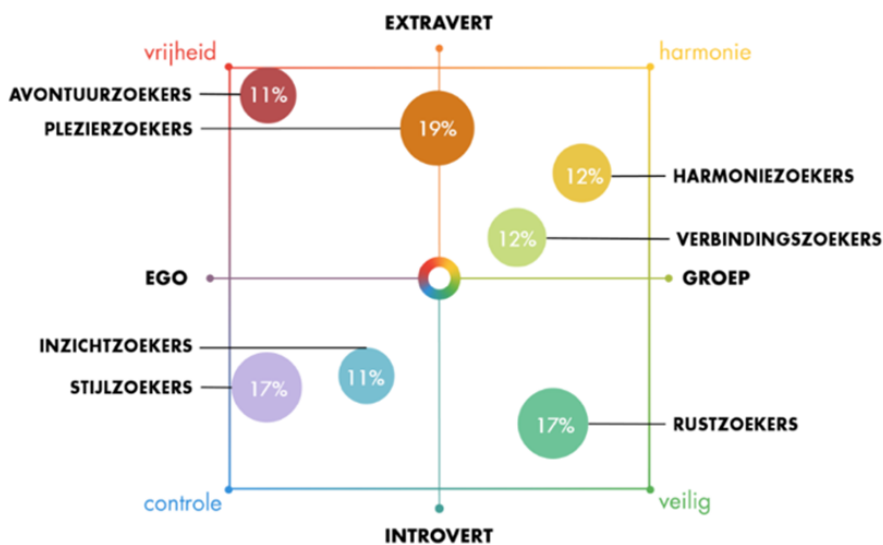 EXTRAVERT
vrijheid
harmonie
AVONTUURZOEKERS
11%
PLEZIERZOEKERS
19%
12%
HARMONIEZOEKERS
12%
VERBINDINGSZOEKERS
EGO
GROEP
INZICHTZOEKERS
11%
STIJLZOEKERS
17%
17%
RUSTZOEKERS
controle
veilig
INTROVERT